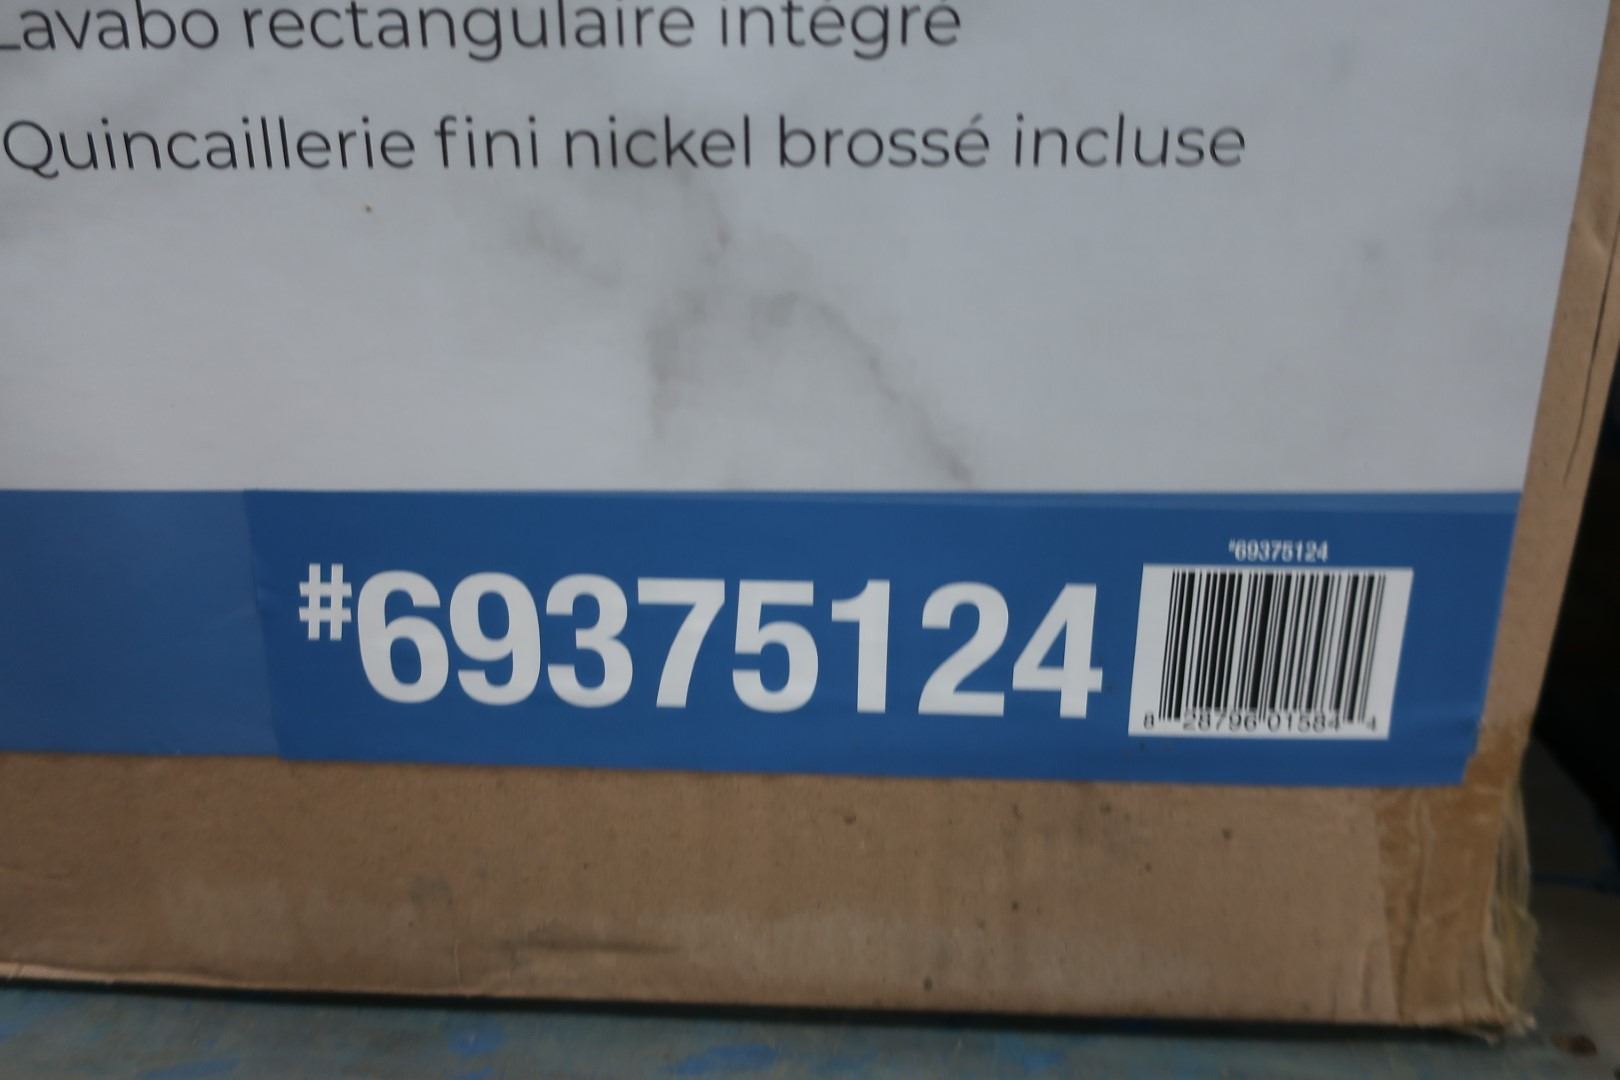 Lavabo rectangulaire intégré
Quincaillerie fini nickel brossé incluse
#69375124
#69375124
8 28796 01584 4